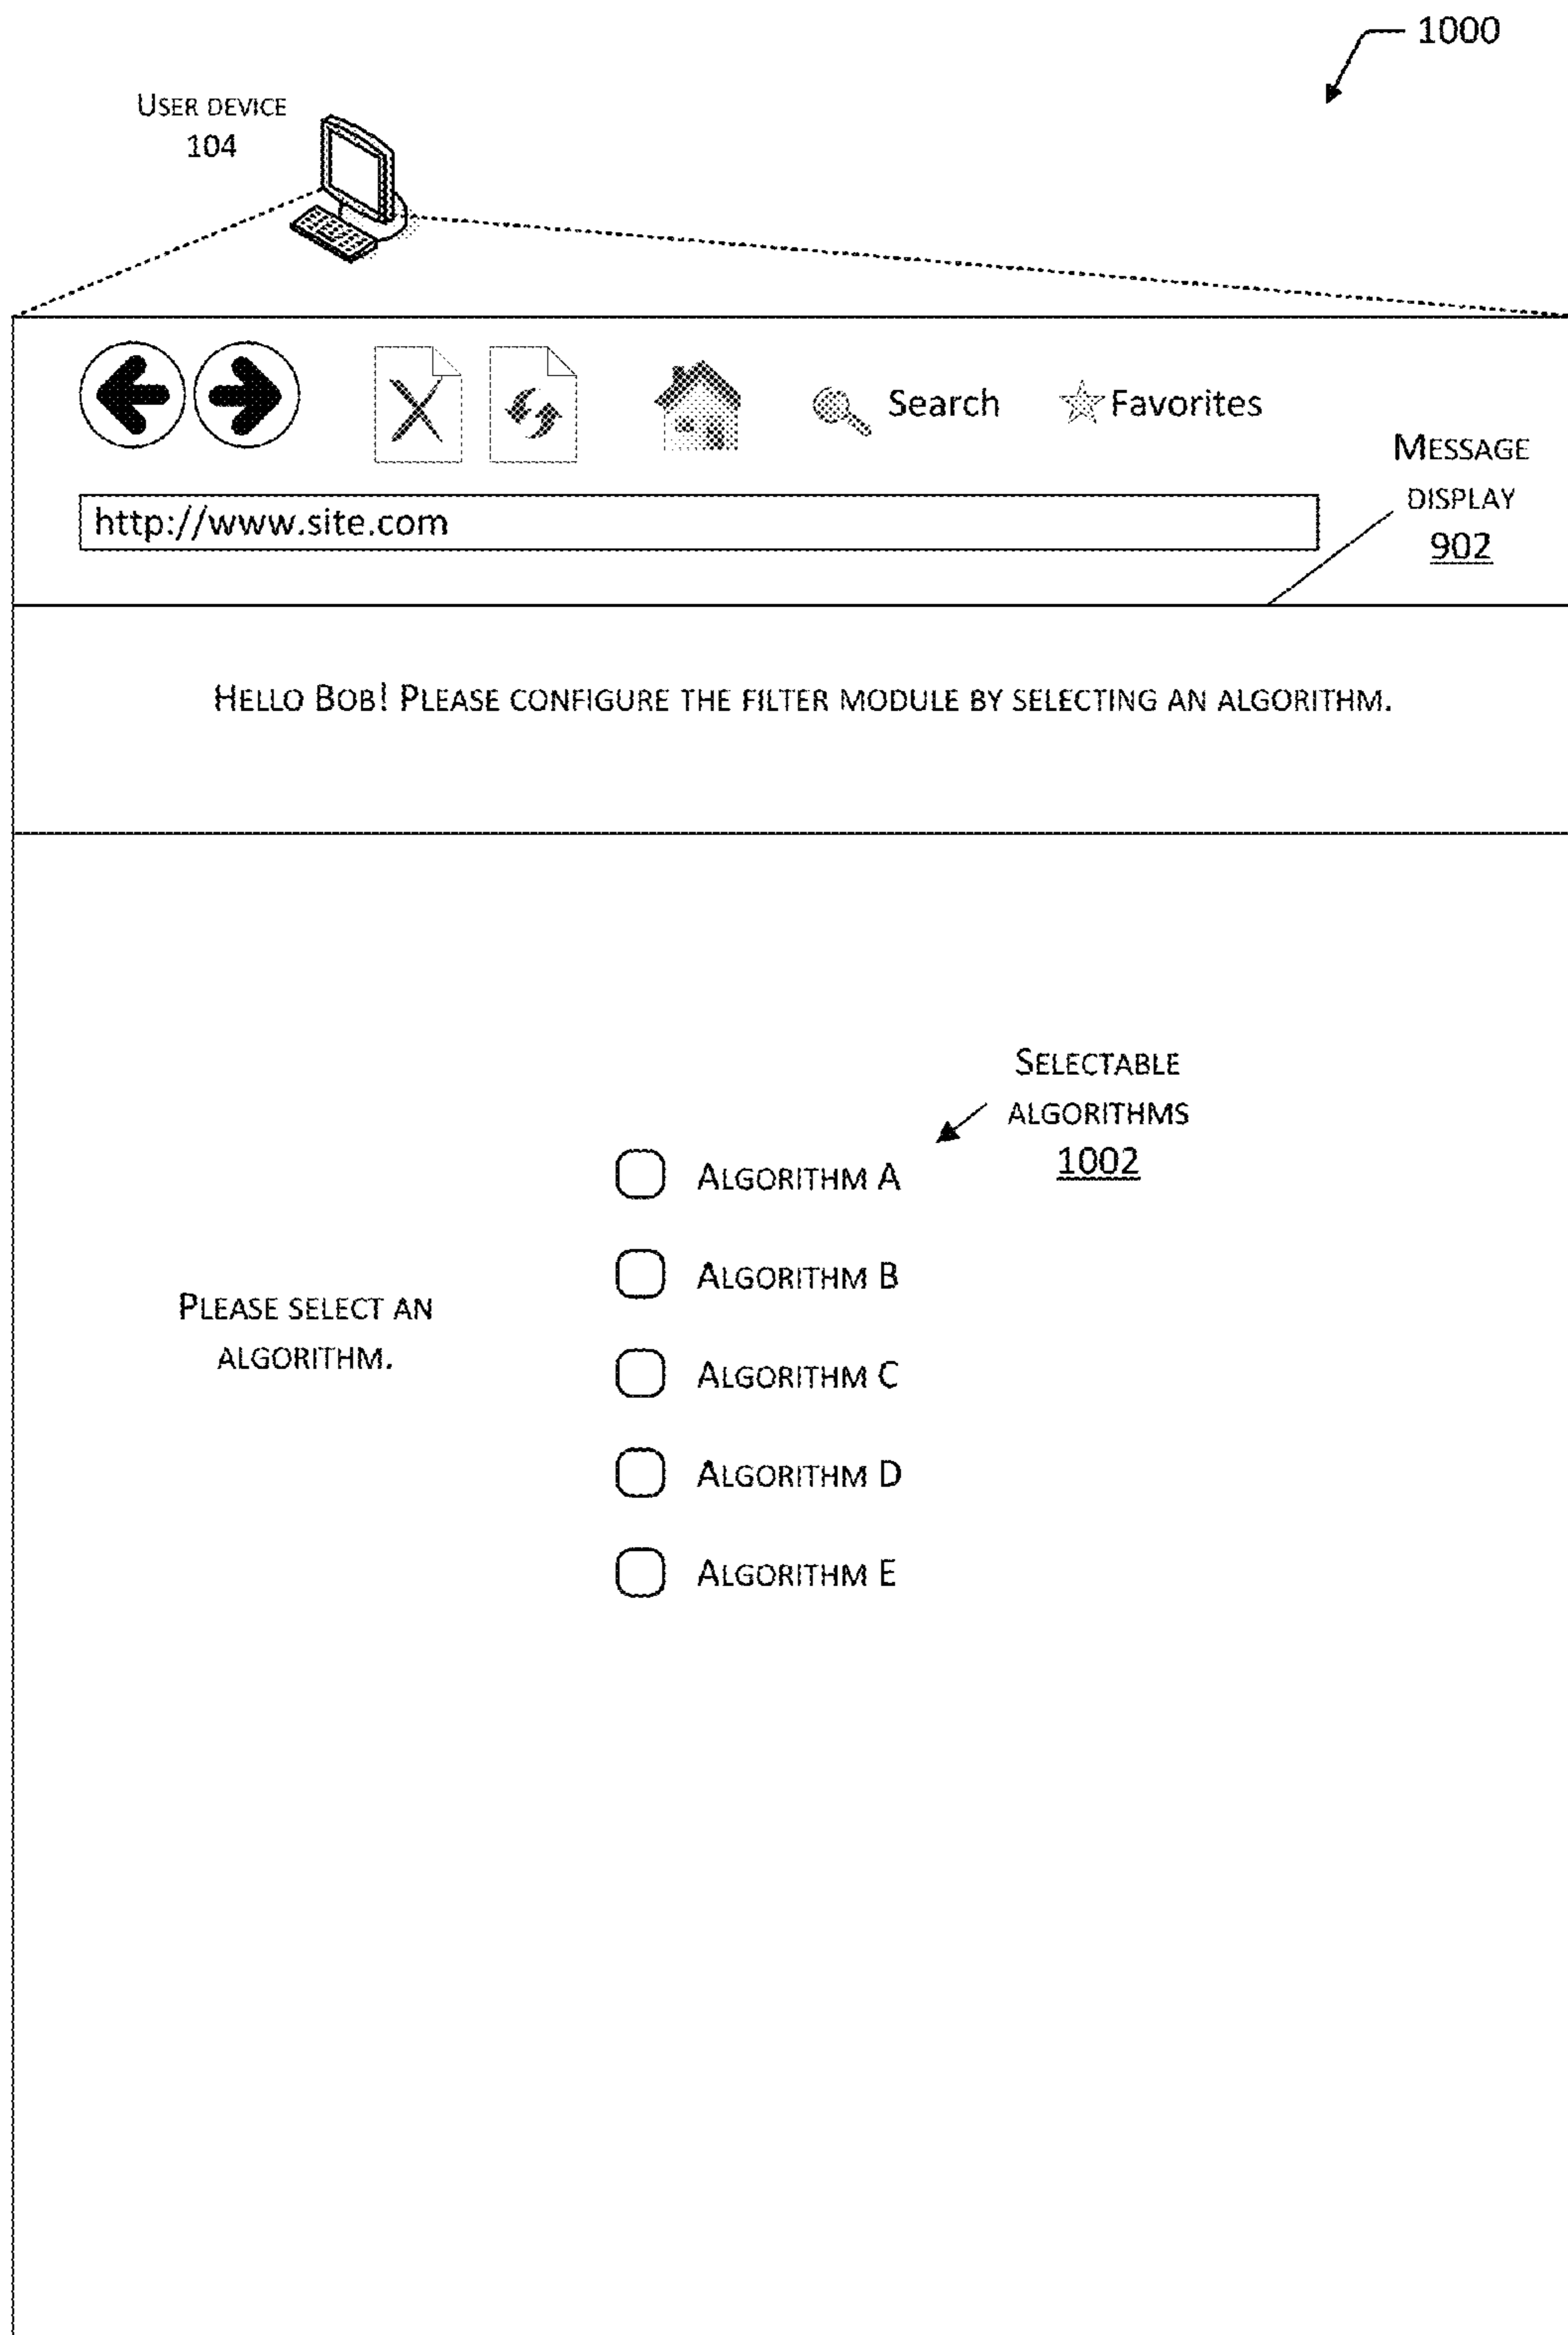 1000
User device
104
Search
Favorites
Message
display
902
http://www.site.com
Hello Bob! Please configure the filter module by selecting an algorithm.
Selectable
algorithms
1002
Algorithm A
Algorithm B
Please select an
algorithm.
Algorithm C
Algorithm D
Algorithm E